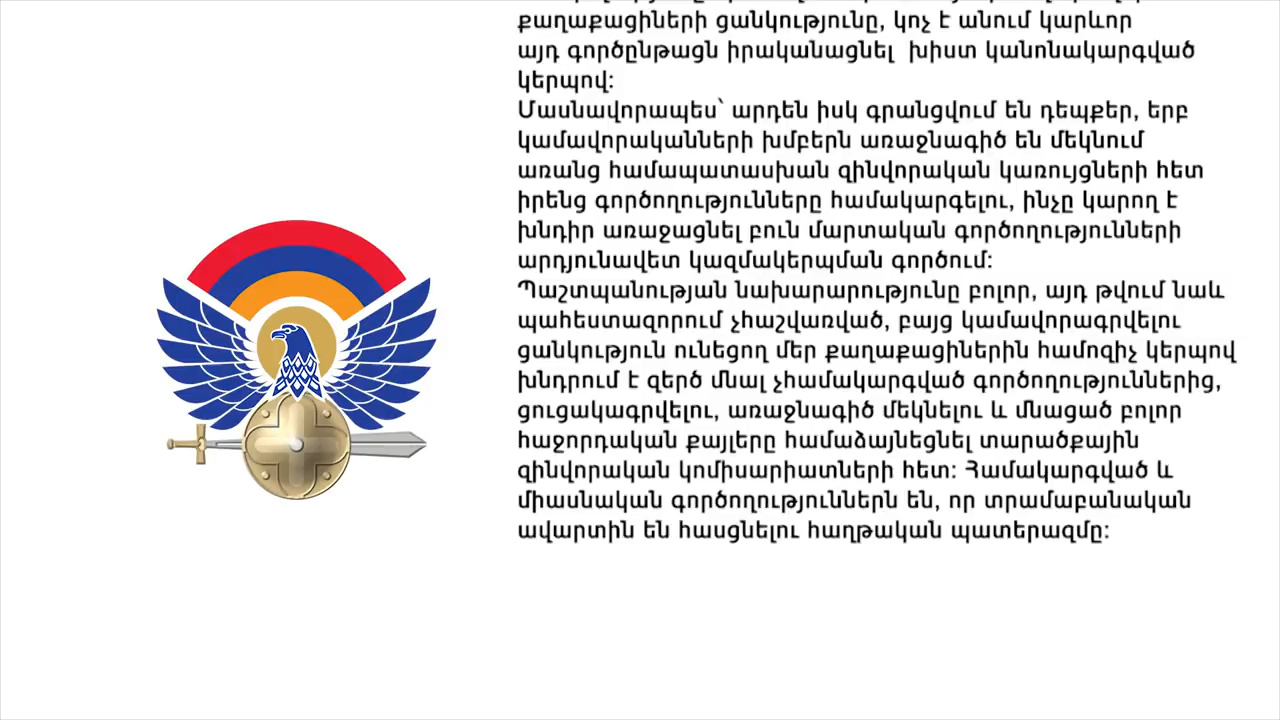 քաղաքացիների ցանկությունը, կոչ է անում կարևոր
այդ գործընթացն իրականացնել խիստ կանոնակարգված
կերպով:
Մասնավորապես՝ արդեն իսկ գրանցվում են դեպքեր, երբ
կամավորականների խմբերն առաջնագիծ են մեկնում
առանց համապատասխան զինվորական կառույցների հետ
իրենց գործողությունները համակարգելու, ինչը կարող է
խնդիր առաջացնել բուն մարտական գործողությունների
արդյունավետ կազմակերպման գործում:
Պաշտպանության նախարարությունը բոլոր, այդ թվում նաև
պահեստազորում չհաշվառված, բայց կամավորագրվելու
ցանկություն ունեցող մեր քաղաքացիներին համոզիչ կերպով
խնդրում է զերծ մնալ չհամակարգված գործողություններից,
ցուցակագրվելու, առաջնագիծ մեկնելու և մնացած բոլոր
հաջորդական քայլերը համաձայնեցնել տարածքային
զինվորական կոմիսարիատների հետ: Համակարգված և
միասնական գործողություններն են, որ տրամաբանական
ավարտին են հասցնելու հաղթական պատերազմը: